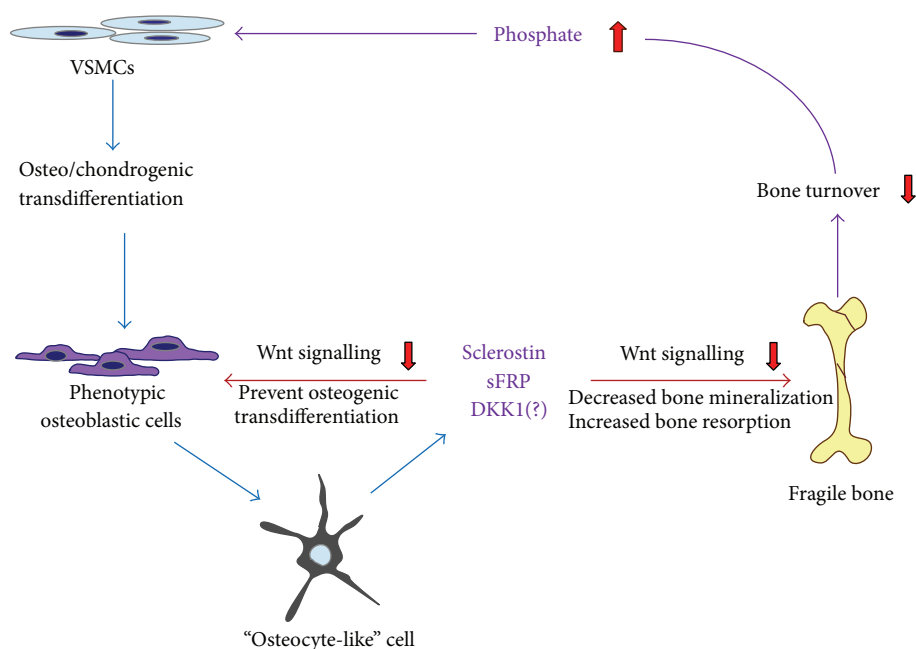 Phosphate
VSMCs
Osteo/chondrogenic
transdifferentiation
Bone turnover
Wnt signalling
Prevent osteogenic
transdifferentiation
Sclerostin
sFRP
DKK1(?)
Wnt signalling
Decreased bone mineralization
Increased bone resorption
Phenotypic
osteoblastic cells
Fragile bone
“Osteocyte-like” cell